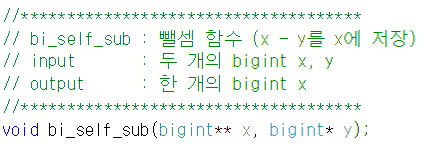 //************************************
// bi_self_sub : 뺄셈 함수 (x - y를 x에 저장)
// input : 두 개의 bigint x, y
// output : 한 개의 bigint x
//************************************
void bi_self_sub(bigint** x, bigint* y);